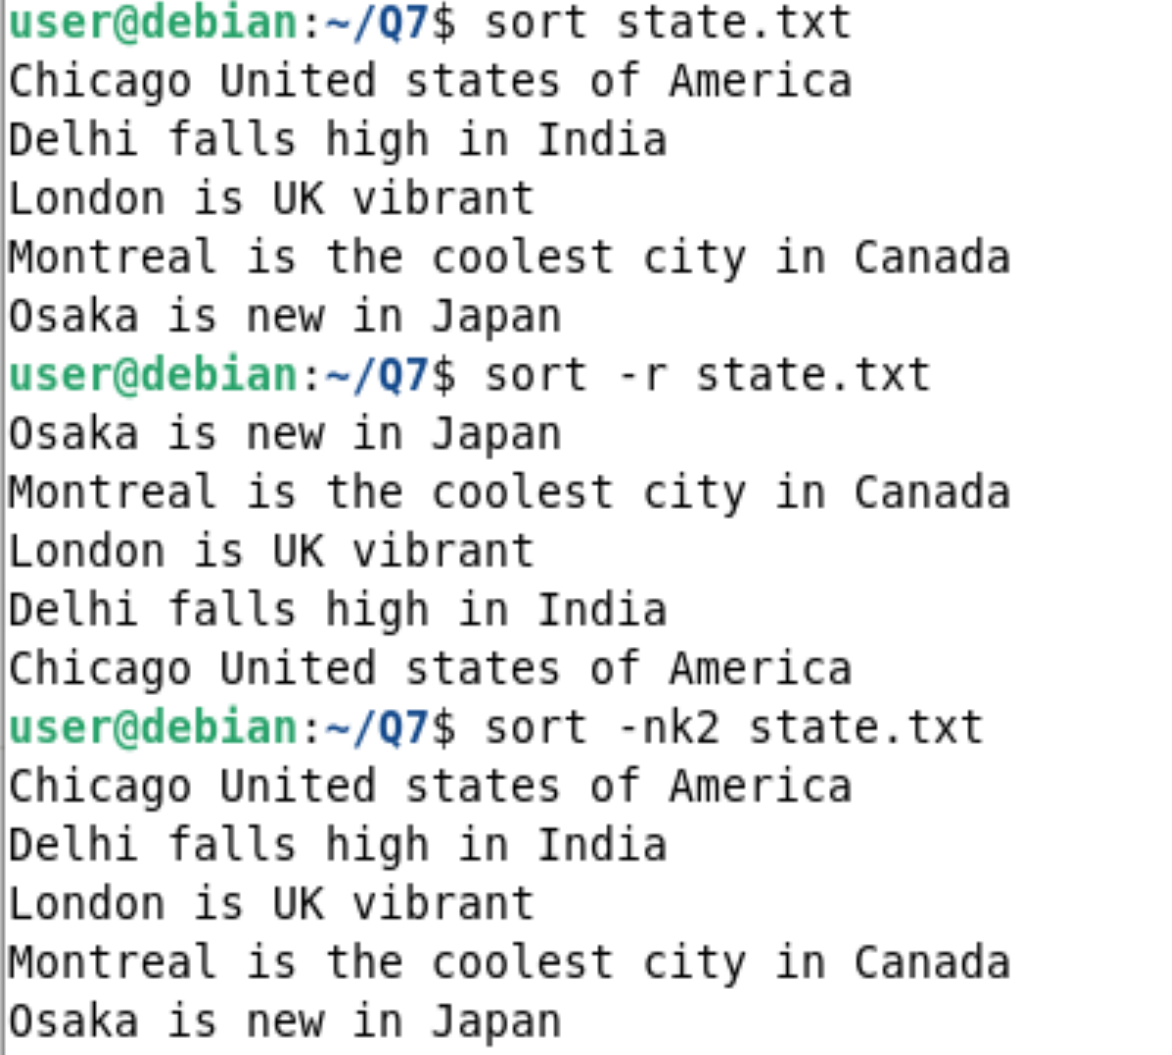 user@debian:~/Q7$ sort state.txt
Chicago United states of America
Delhi falls high in India
London is UK vibrant
Montreal is the coolest city in Canada
Osaka is new in Japan
user@debian:~/Q7$ sort -r state.txt
Osaka is new in Japan
Montreal is the coolest city in Canada
London is UK vibrant
Delhi falls high in India
Chicago United states of America
user@debian:~/Q7$ sort -nk2 state.txt
Chicago United states of America
Delhi falls high in India
London is UK vibrant
Montreal is the coolest city in Canada
Osaka is new in Japan